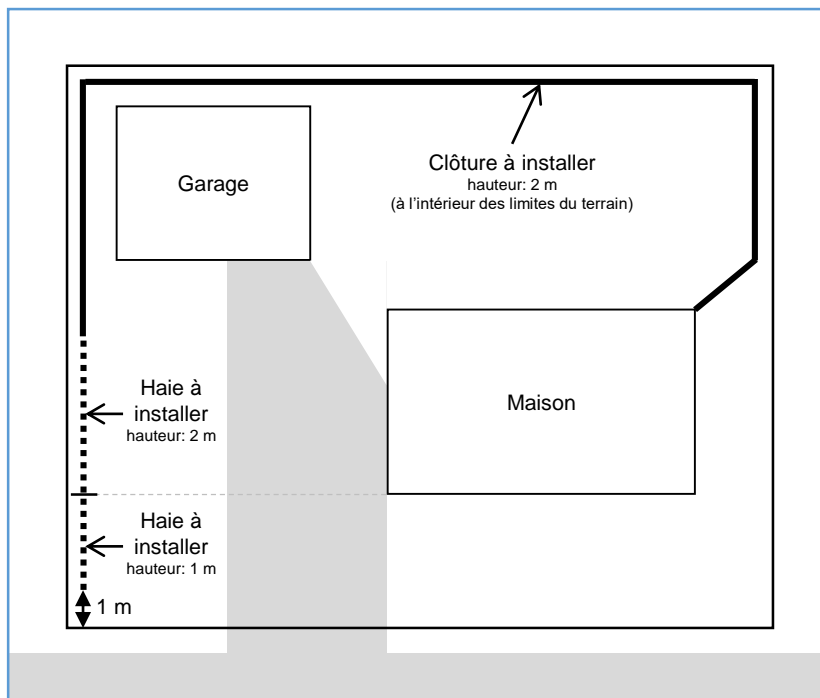 Garage
Clôture à installer
hauteur: 2 m
(à l’intérieur des limites du terrain)
Haie à
installer
hauteur: 2 m
Maison
Haie à
installer
hauteur: 1 m
1 m